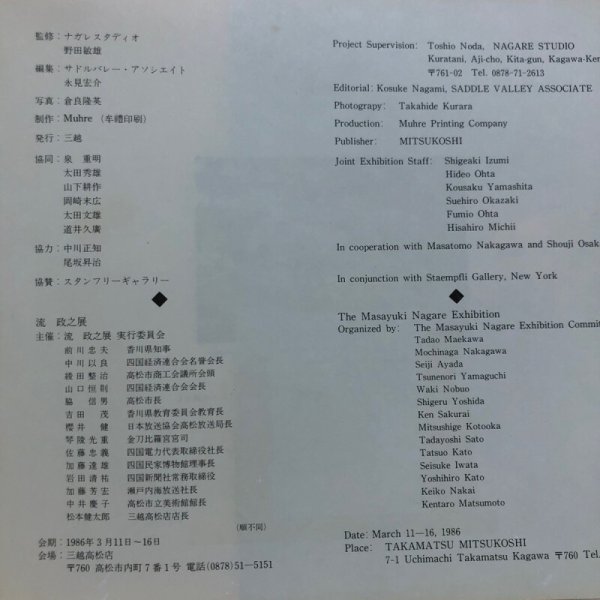 監修：ナガレスタディオ
野田敏雄
編集：サドルバレー・アソシエイト
永見宏介
写真：倉良隆英
制作：Muhre （牟禮印刷）
発行：三越
協同：泉 重明
太田秀雄
山下耕作
岡崎末広
太田文雄
道井久廣
協力：中川正知
尾坂昇治
協賛：スタンフリーギャラリー
流 政之展
主催：流 政之展 実行委員会
前川忠夫 香川県知事
中川以良 四国経済連合会名誉会長
綾田整治 高松市商工会議所会頭
山口恒則 四国経済連合会会長
脇 信男 高松市長
吉田 茂 香川県教育委員会教育長
櫻井 健 日本放送協会高松放送局長
琴陵光重 金刀比羅宮宮司
佐藤忠義 四国電力代表取締役社長
加藤達雄 四国民家博物館理事長
岩田清祐 四国新聞社常務取締役
加藤芳宏 瀬戸内海放送社長
中井慶子 高松市立美術館館長
松本健太郎 三越高松店店長
（順不同）
会期：1986年3月11日〜16日
会場：三越高松店
〒760 高松市内町7番1号 電話(0878)51—5151
Project Supervision: Toshio Noda, NAGARE STUDIO
Kuratani, Aji-cho, Kita-gun, Kagawa-Ken
〒761-02 Tel. 0878-71-2613
Editorial: Kosuke Nagami, SADDLE VALLEY ASSOCIATE
Photograpy: Takahide Kurara
Production: Muhre Printing Company
Publisher: MITSUKOSHI
Joint Exhibition Staff: Shigeaki Izumi
Hideo Ohta
Kousaku Yamashita
Suehiro Okazaki
Fumio Ohta
Hisahiro Michii
In cooperation with Masatomo Nakagawa and Shouji Osak
In conjunction with Staempfli Gallery, New York
The Masayuki Nagare Exhibition
Organized by: The Masayuki Nagare Exhibition Committ
Tadao Maekawa
Mochinaga Nakagawa
Seiji Ayada
Tsunenori Yamaguchi
Waki Nobuo
Shigeru Yoshida
Ken Sakurai
Mitsushige Kotooka
Tadayoshi Sato
Tatsuo Kato
Seisuke Iwata
Yoshihiro Kato
Keiko Nakai
Kentaro Matsumoto
Date: March 11-16, 1986
Place: TAKAMATSU MITSUKOSHI
7-1 Uchimachi Takamatsu Kagawa 〒760 Tel.